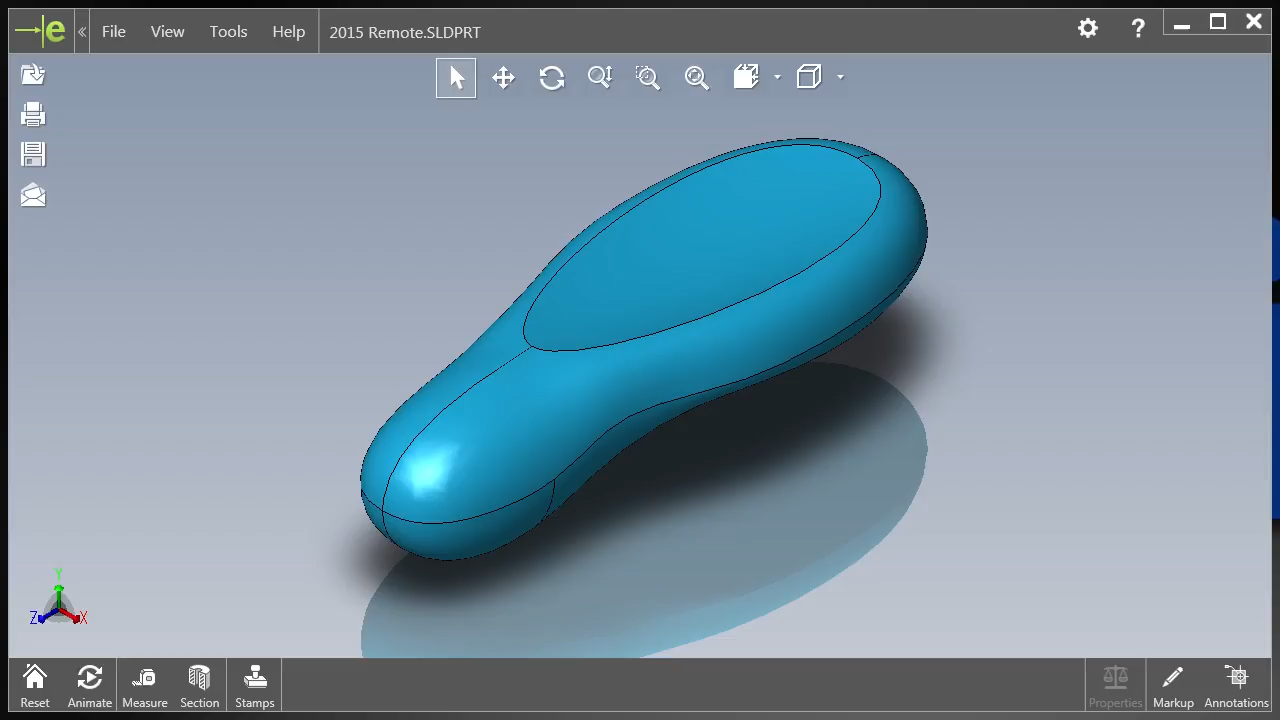 e « File View Tools Help 2015 Remote.SLDPRT ?
Y
Z X
Reset Animate Measure Section Stamps Properties Markup Annotations